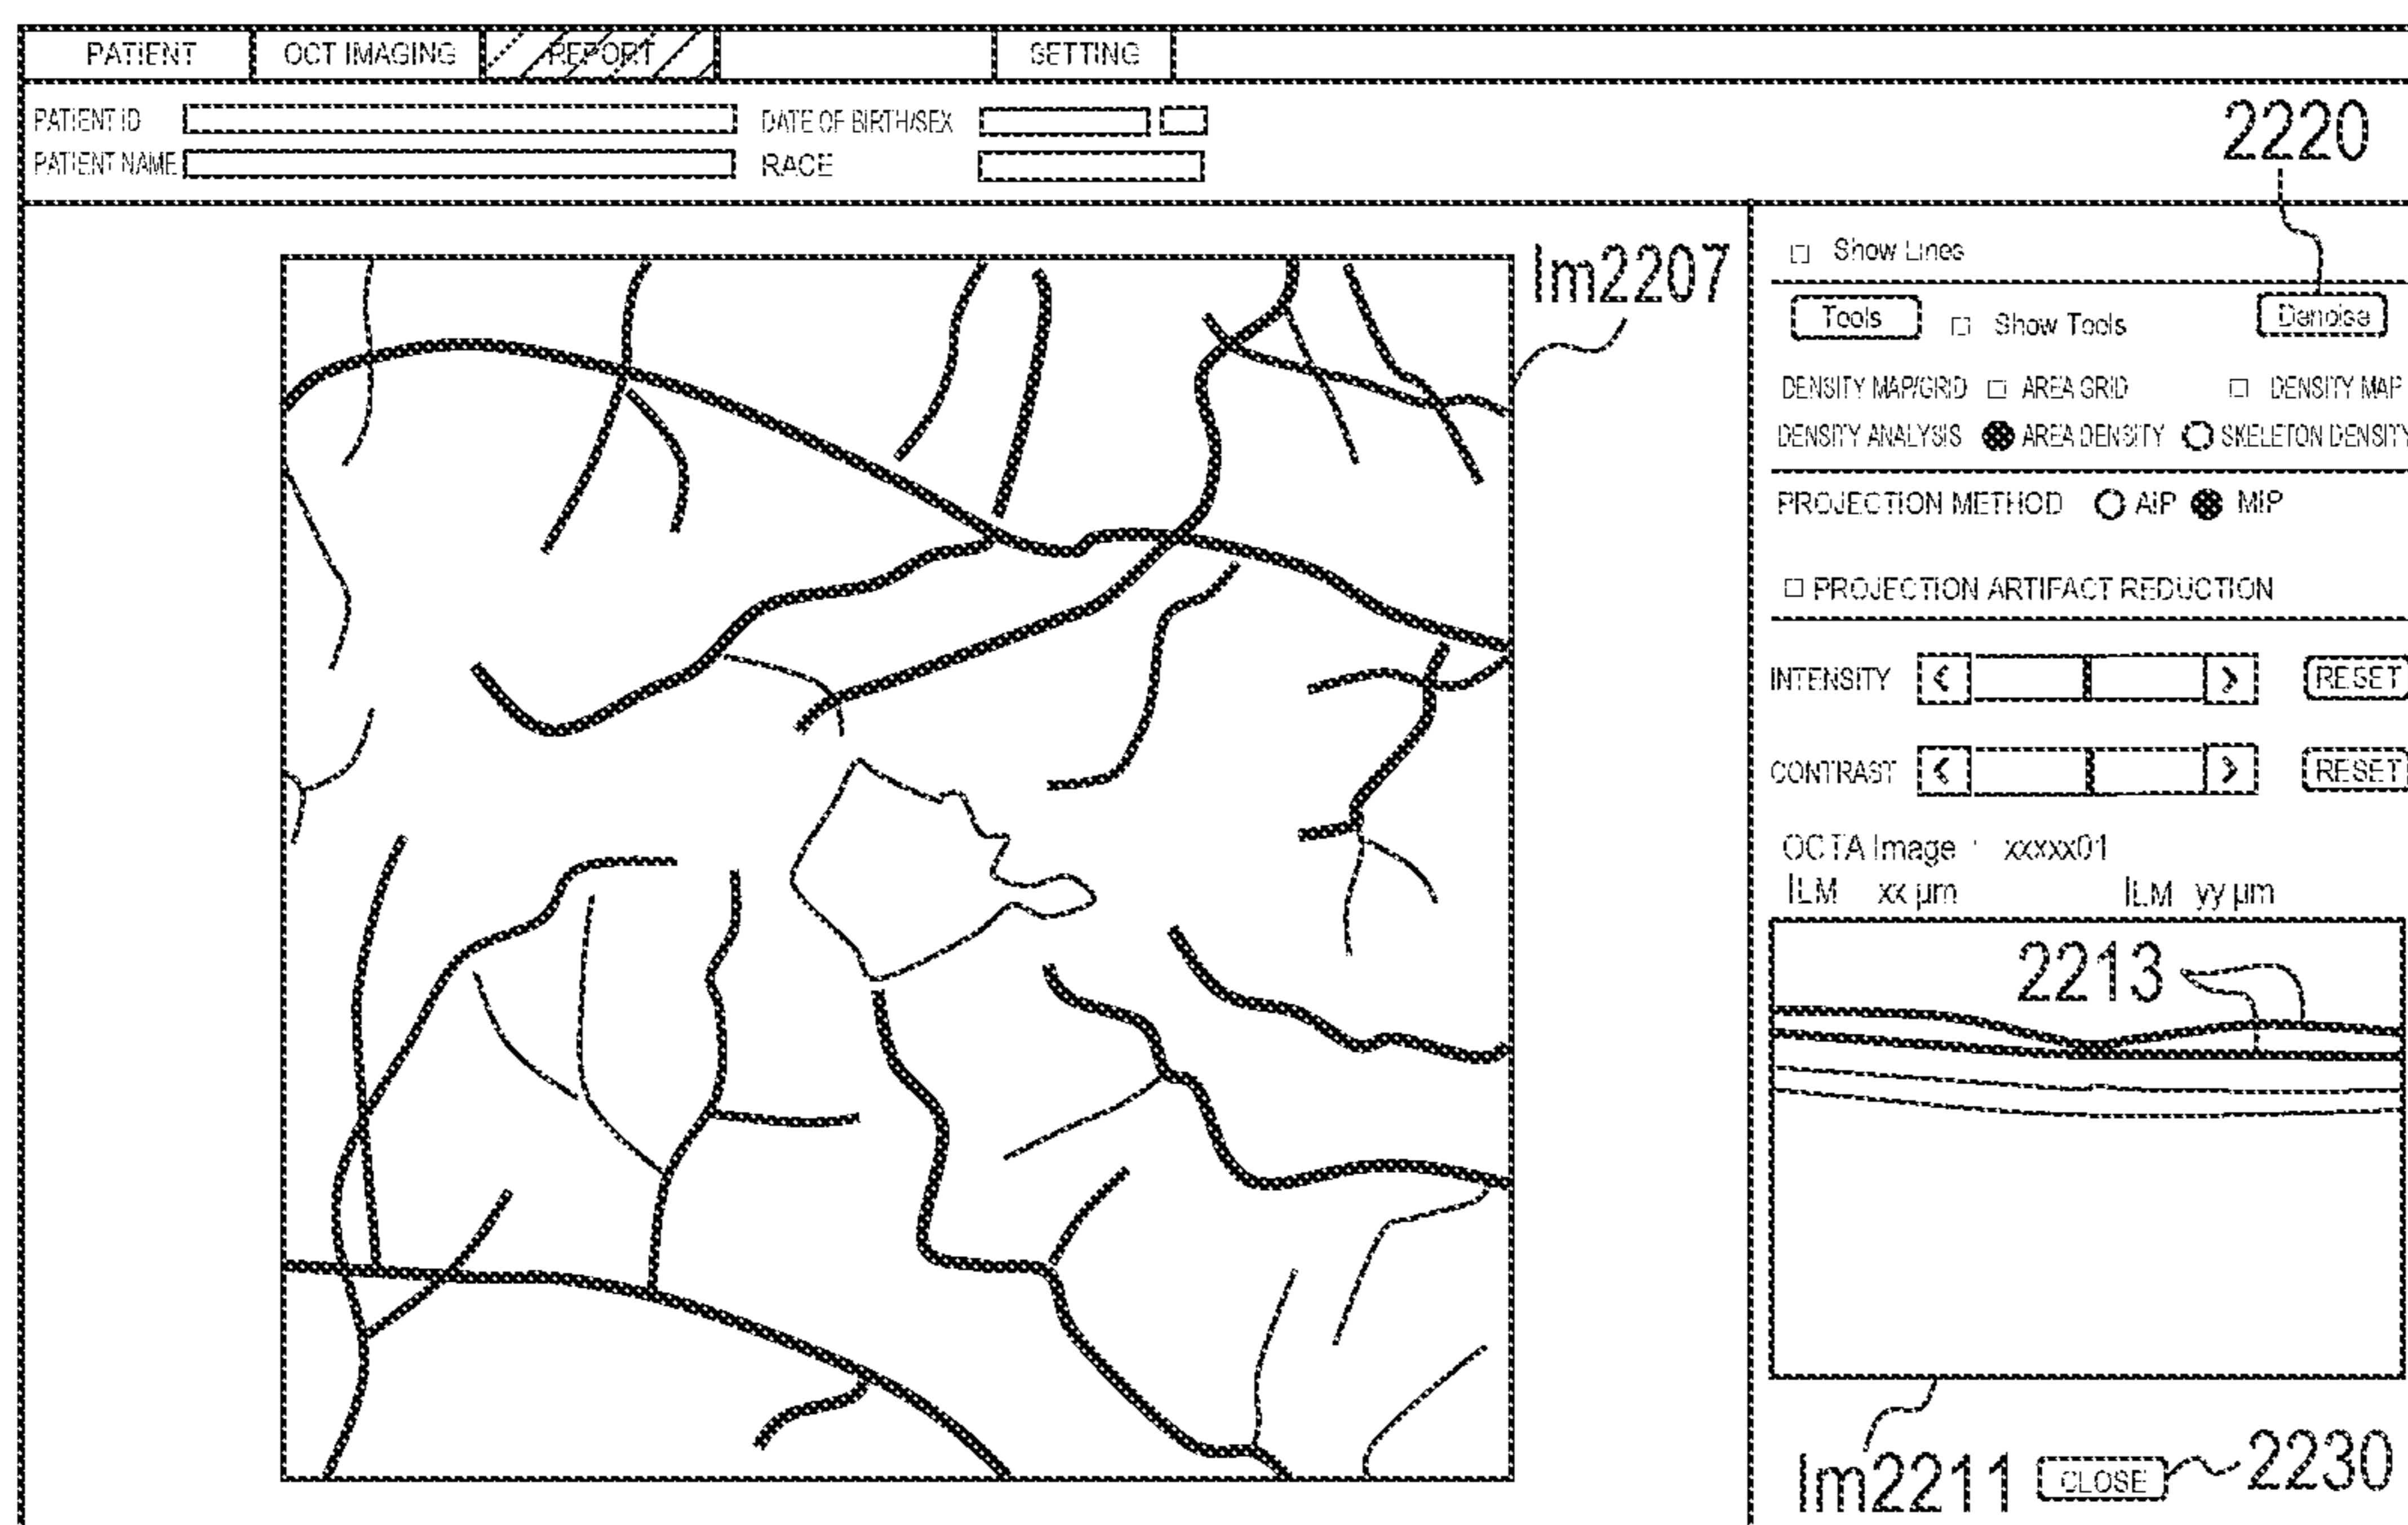 PATIENT OCT IMAGING REPORT SETTING
PATIENT ID DATE OF BIRTH/SEX
PATIENT NAME RACE
2220
Im2207
Show Lines
Tools Show Tools Denoise
DENSITY MAP/GRID AREA GRID DENSITY MAP
DENSITY ANALYSIS AREA DENSITY SKELETON DENSITY
PROJECTION METHOD AIP MIP
PROJECTION ARTIFACT REDUCTION
INTENSITY < > RESET
CONTRAST < > RESET
OCTA Image : xxxxx01
ILM xx µm ILM yy µm
2213
Im2211 CLOSE 2230